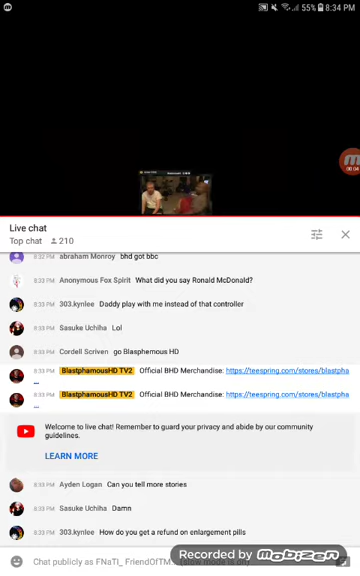 55% 8:34 PM
00:04
Live chat
Top chat 210
8:32 PM abraham Monroy bhd got bbc
8:33 PM Anonymous Fox Spirit What did you say Ronald McDonald?
8:33 PM 303.kynlee Daddy play with me instead of that controller
8:33 PM Sasuke Uchiha Lol
8:33 PM Cordell Scriven go Blasphemous HD
8:33 PM BlastphamousHD TV2 Official BHD Merchandise: https://teespring.com/stores/blastpha
...
8:33 PM BlastphamousHD TV2 Official BHD Merchandise: https://teespring.com/stores/blastpha
...
Welcome to live chat! Remember to guard your privacy and abide by our community
guidelines.
LEARN MORE
8:33 PM Ayden Logan Can you tell more stories
8:33 PM Sasuke Uchiha Damn
8:33 PM 303.kynlee How do you get a refund on enlargement pills
Chat publicly as FNaTI_FriendOfTM... (slow mode is on)
Recorded by mobizen